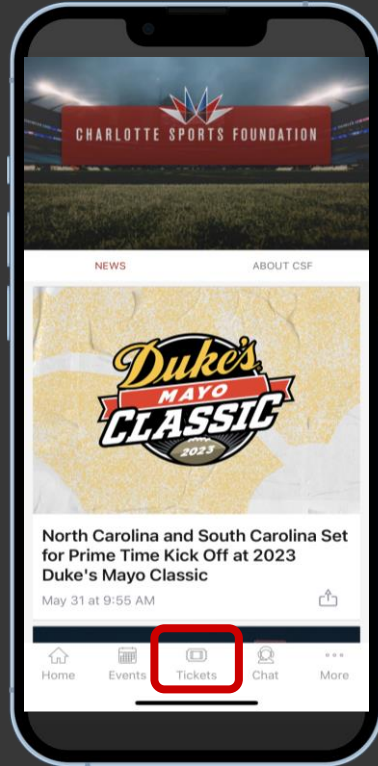 CHARLOTTE SPORTS FOUNDATION
NEWS ABOUT CSF
Duke's
MAYO
CLASSIC
2023
North Carolina and South Carolina Set
for Prime Time Kick Off at 2023
Duke's Mayo Classic
May 31 at 9:55 AM
Home Events Tickets Chat More